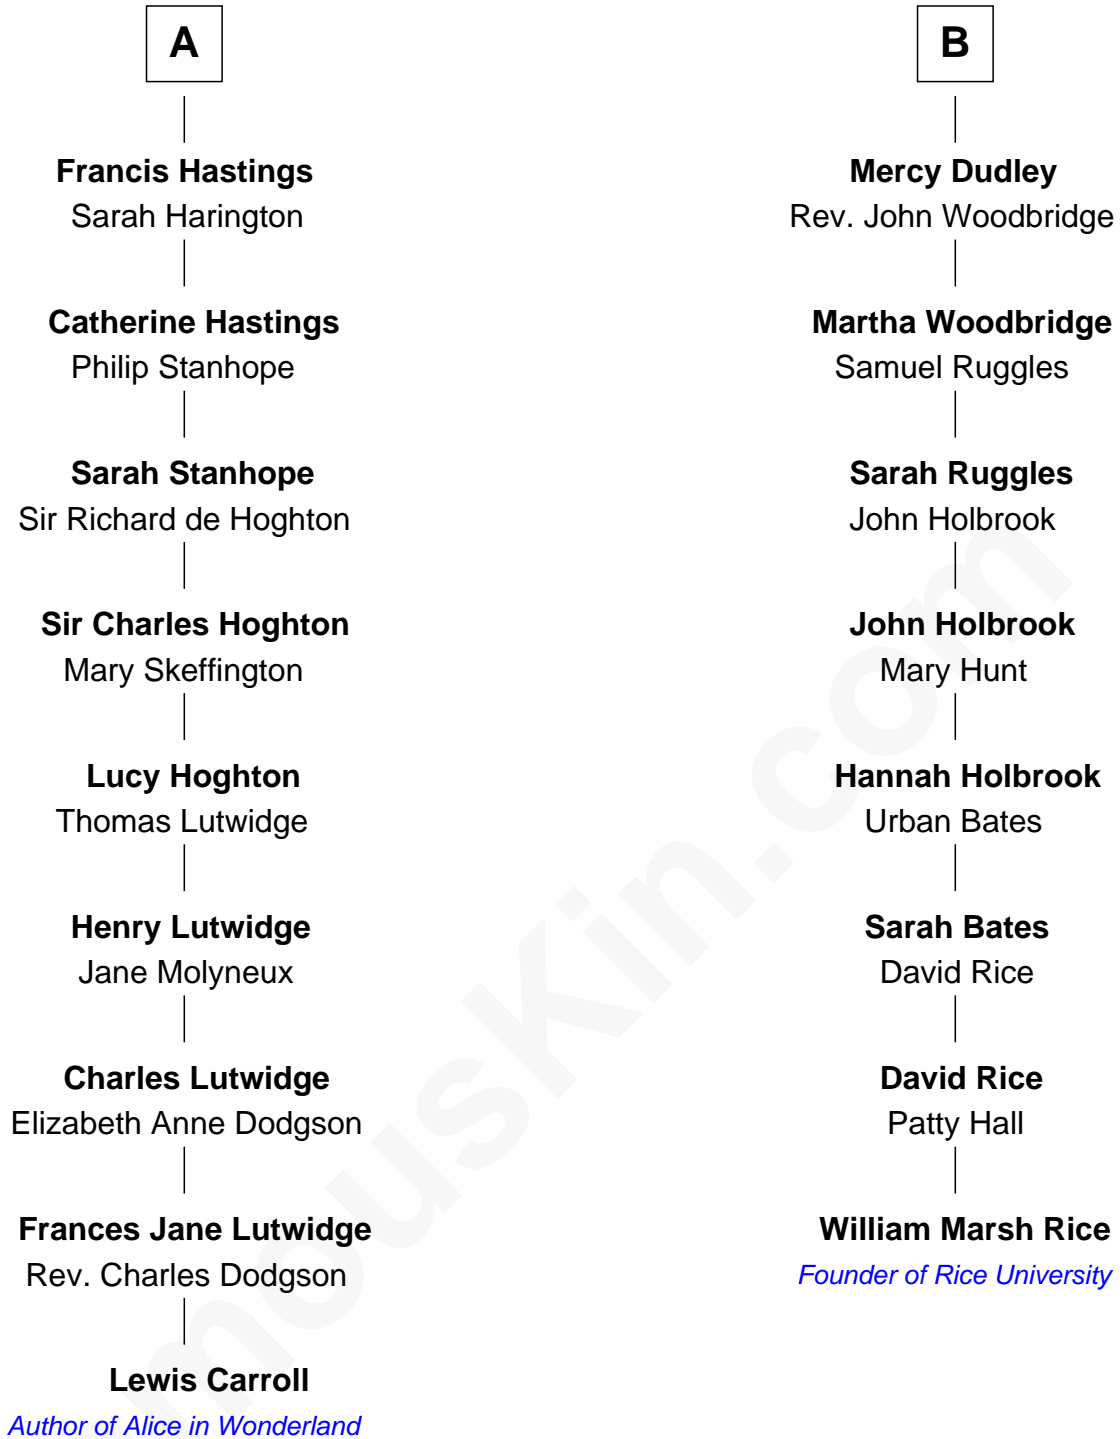 A
Francis Hastings
Sarah Harington
Catherine Hastings
Philip Stanhope
Sarah Stanhope
Sir Richard de Hoghton
Sir Charles Hoghton
Mary Skeffington
Lucy Hoghton
Thomas Lutwidge
Henry Lutwidge
Jane Molyneux
Charles Lutwidge
Elizabeth Anne Dodgson
Frances Jane Lutwidge
Rev. Charles Dodgson
Lewis Carroll
Author of Alice in Wonderland
B
Mercy Dudley
Rev. John Woodbridge
Martha Woodbridge
Samuel Ruggles
Sarah Ruggles
John Holbrook
John Holbrook
Mary Hunt
Hannah Holbrook
Urban Bates
Sarah Bates
David Rice
David Rice
Patty Hall
William Marsh Rice
Founder of Rice University
mousKin.com